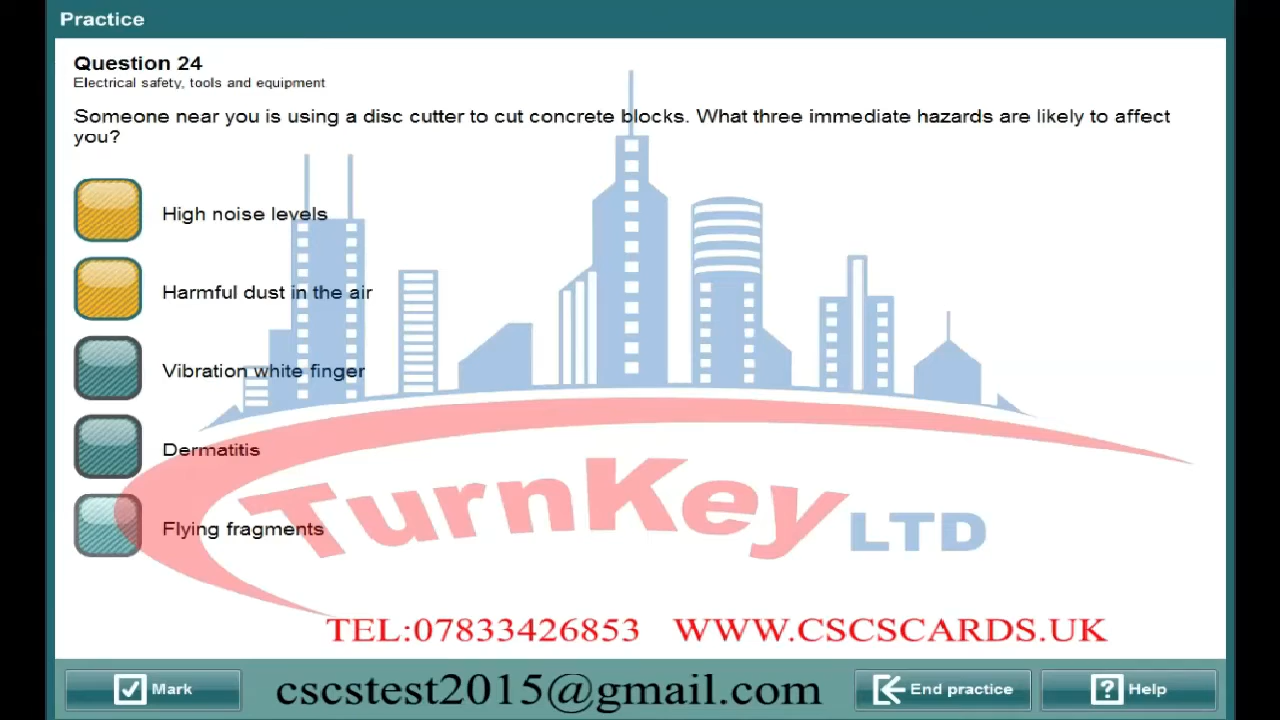 Practice
Question 24
Electrical safety, tools and equipment
Someone near you is using a disc cutter to cut concrete blocks. What three immediate hazards are likely to affect
you?
High noise levels
Harmful dust in the air
Vibration white finger
Dermatitis
Flying fragments
TurnKey LTD
TEL:07833426853 WWW.CSCSCARDS.UK
Mark
cscstest2015@gmail.com
End practice
Help